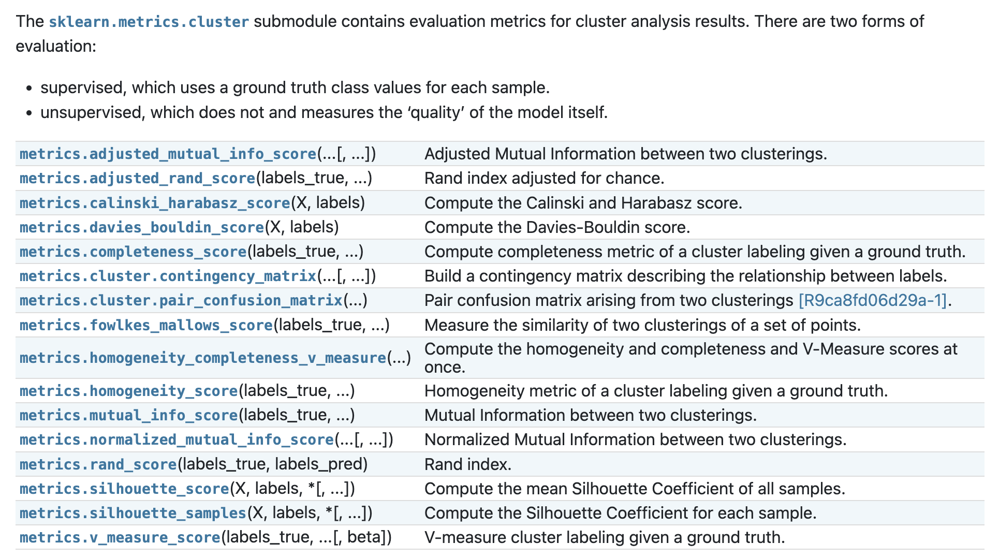 The sklearn.metrics.cluster submodule contains evaluation metrics for cluster analysis results. There are two forms of
evaluation:
• supervised, which uses a ground truth class values for each sample.
• unsupervised, which does not and measures the ‘quality’ of the model itself.
metrics.adjusted_mutual_info_score(...[, ...]) Adjusted Mutual Information between two clusterings.
metrics.adjusted_rand_score(labels_true, ...) Rand index adjusted for chance.
metrics.calinski_harabasz_score(X, labels) Compute the Calinski and Harabasz score.
metrics.davies_bouldin_score(X, labels) Compute the Davies-Bouldin score.
metrics.completeness_score(labels_true, ...) Compute completeness metric of a cluster labeling given a ground truth.
metrics.cluster.contingency_matrix(...[, ...]) Build a contingency matrix describing the relationship between labels.
metrics.cluster.pair_confusion_matrix(...) Pair confusion matrix arising from two clusterings [R9ca8fd06d29a-1].
metrics.fowlkes_mallows_score(labels_true, ...) Measure the similarity of two clusterings of a set of points.
metrics.homogeneity_completeness_v_measure(...) Compute the homogeneity and completeness and V-Measure scores at
once.
metrics.homogeneity_score(labels_true, ...) Homogeneity metric of a cluster labeling given a ground truth.
metrics.mutual_info_score(labels_true, ...) Mutual Information between two clusterings.
metrics.normalized_mutual_info_score(...[, ...]) Normalized Mutual Information between two clusterings.
metrics.rand_score(labels_true, labels_pred) Rand index.
metrics.silhouette_score(X, labels, *[, ...]) Compute the mean Silhouette Coefficient of all samples.
metrics.silhouette_samples(X, labels, *[, ...]) Compute the Silhouette Coefficient for each sample.
metrics.v_measure_score(labels_true, ...[, beta]) V-measure cluster labeling given a ground truth.